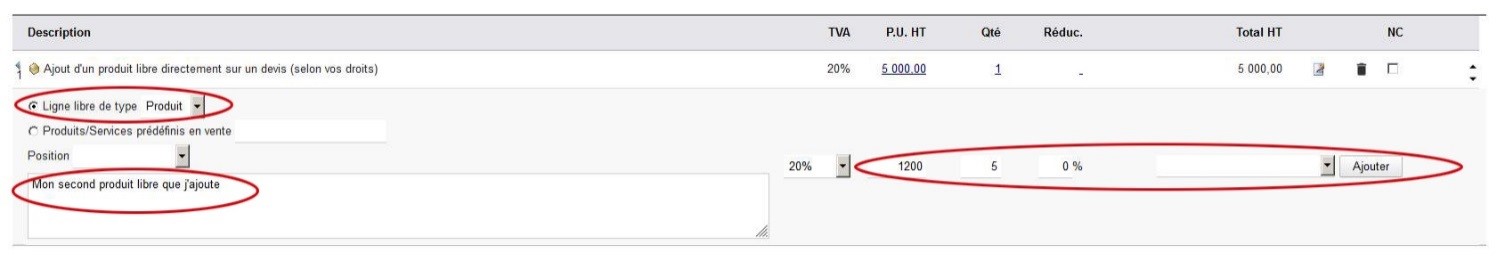 Description TVA P.U. HT Qté Réduc. Total HT NC
Ajout d'un produit libre directement sur un devis (selon vos droits) 20% 5 000,00 1 - 5 000,00
Ligne libre de type Produit
Produits/Services prédéfinis en vente
Position
20% 1200 5 0 % Ajouter
Mon second produit libre que j'ajoute